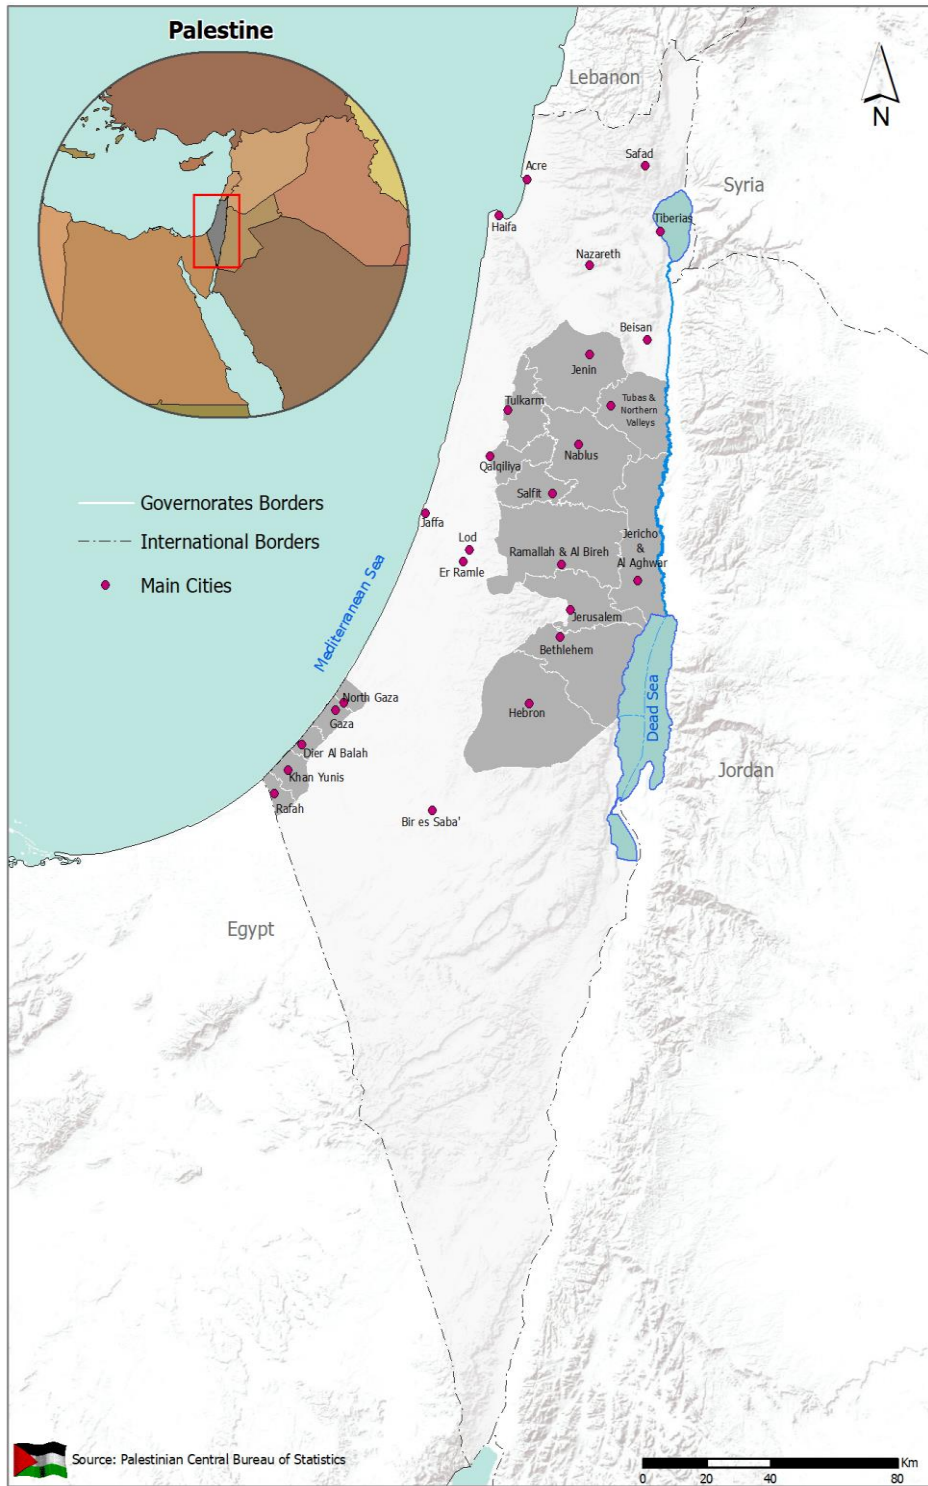 Palestine
Lebanon
N
Acre
Safad
Syria
Haifa
Tiberias
Nazareth
Beisan
Jenin
Tulkarm
Tubas &
Northern
Valleys
Nablus
Qalqiliya
Salfit
Governorates Borders
International Borders
Main Cities
Jaffa
Lod
Er Ramle
Ramallah & Al Bireh
Jericho
&
Al Aghwar
Jerusalem
Bethlehem
Mediterranean Sea
North Gaza
Gaza
Hebron
Dead Sea
Dier Al Balah
Khan Yunis
Rafah
Jordan
Bir es Saba'
Egypt
Source: Palestinian Central Bureau of Statistics
Km
0 20 40 80